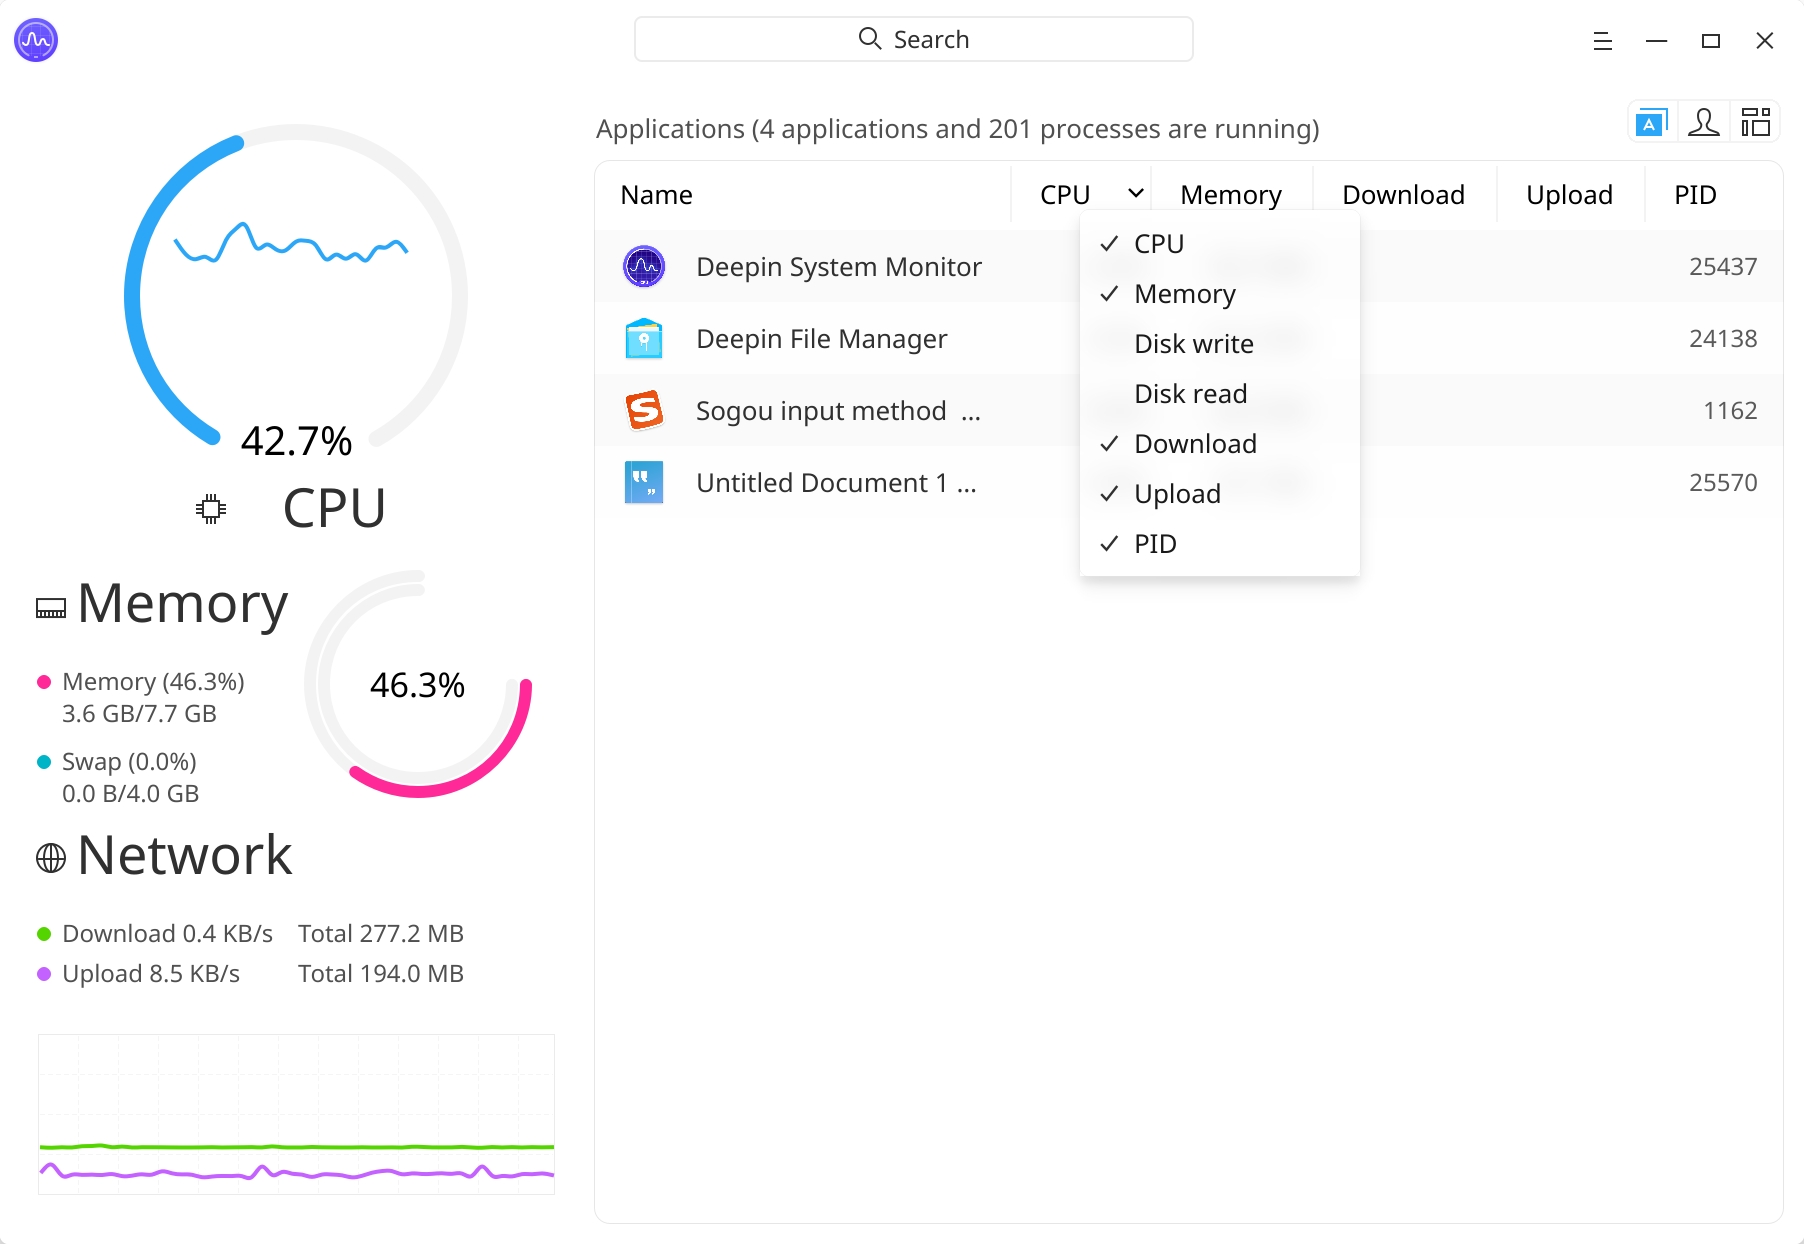 Search
Applications (4 applications and 201 processes are running)
A
Name CPU Memory Download Upload PID
Deepin System Monitor 25437
Deepin File Manager 24138
Sogou input method ... 1162
Untitled Document 1 ... 25570
CPU
Memory
Disk write
Disk read
Download
Upload
PID
42.7%
CPU
Memory
46.3%
Memory (46.3%)
3.6 GB/7.7 GB
Swap (0.0%)
0.0 B/4.0 GB
Network
Download 0.4 KB/s Total 277.2 MB
Upload 8.5 KB/s Total 194.0 MB